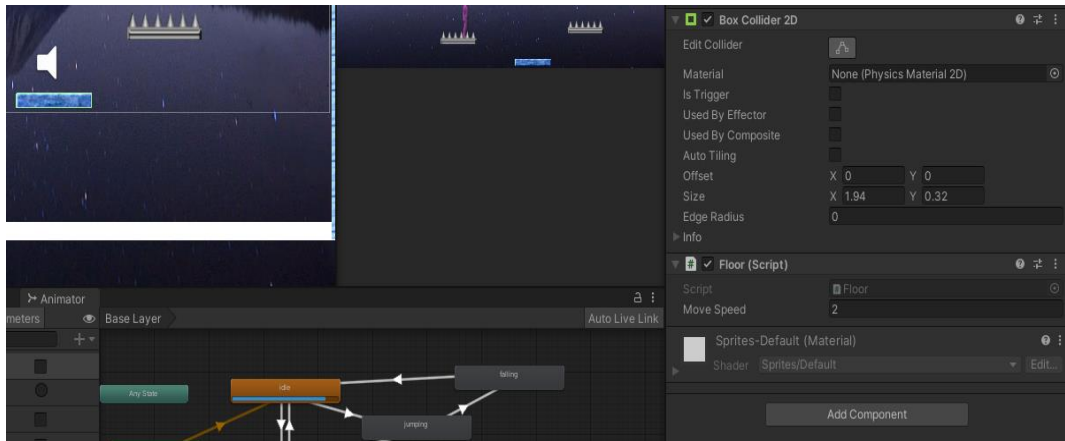 Box Collider 2D
Edit Collider
Material None (Physics Material 2D)
Is Trigger
Used By Effector
Used By Composite
Auto Tiling
Offset X 0 Y 0
Size X 1.94 Y 0.32
Edge Radius 0
Info
# Floor (Script)
Script Floor
Move Speed 2
Sprites-Default (Material)
Shader Sprites/Default Edit...
Add Component
Animator
meters Base Layer Auto Live Link
Any State
idle
falling
jumping